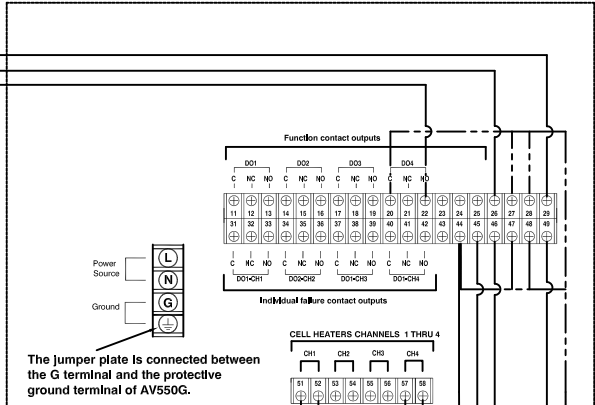 Function contact outputs
DO1 DO2 DO3 DO4
C NC NO C NC NO C NC NO C NC NO
11 12 13 14 15 16 17 18 19 20 21 22 23 24 25 26 27 28 29
31 32 33 34 35 36 37 38 39 40 41 42 43 44 45 46 47 48 49
C NC NO C NC NO C NC NO C NC NO
DO1-CH1 DO2-CH2 DO1-CH3 DO1-CH4
Individual failure contact outputs
Power
Source
Ground
L
N
G
The jumper plate is connected between
the G terminal and the protective
ground terminal of AV550G.
CELL HEATERS CHANNELS 1 THRU 4
CH1 CH2 CH3 CH4
51 52 53 54 55 56 57 58